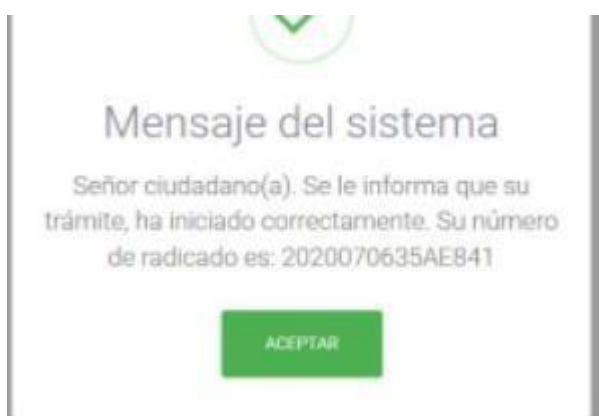 Mensaje del sistema
Señor ciudadano(a). Se le informa que su
trámite, ha iniciado correctamente. Su número
de radicado es: 2020070635AE841
ACEPTAR